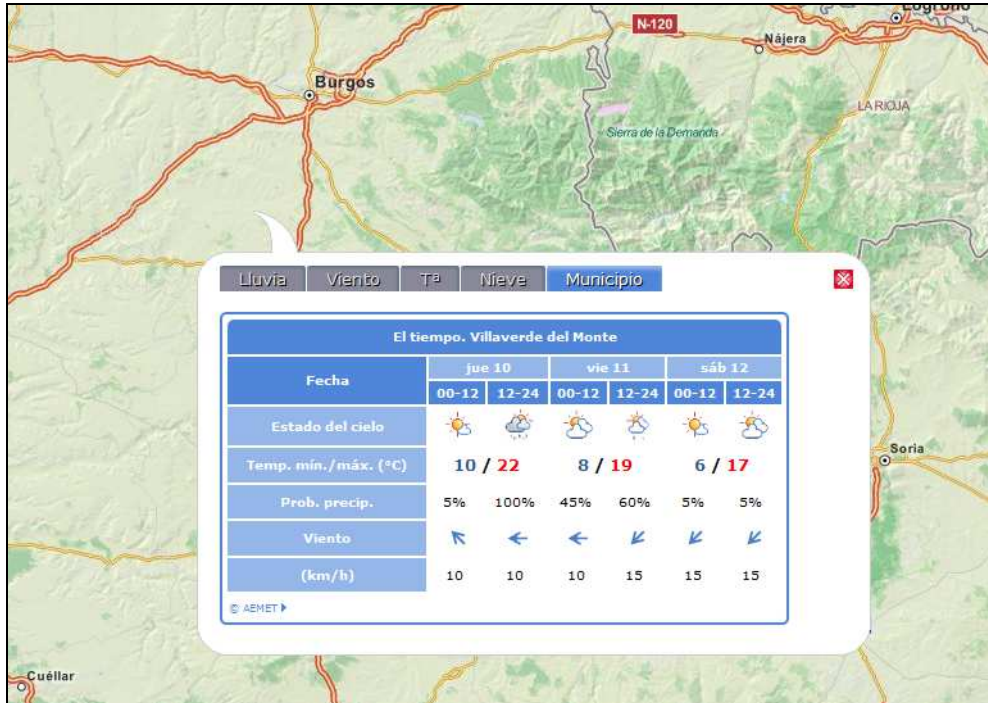 Logroño
N-120
Nájera
Burgos
LA RIOJA
Sierra de la Demanda
Lluvia Viento Tª Nieve Municipio
El tiempo. Villaverde del Monte
Fecha jue 10 vie 11 sáb 12
00-12 12-24 00-12 12-24 00-12 12-24
Estado del cielo
Temp. mín./máx. (ºC) 10 / 22 8 / 19 6 / 17
Prob. precip. 5% 100% 45% 60% 5% 5%
Viento
(km/h) 10 10 10 15 15 15
© AEMET
Soria
Cuéllar